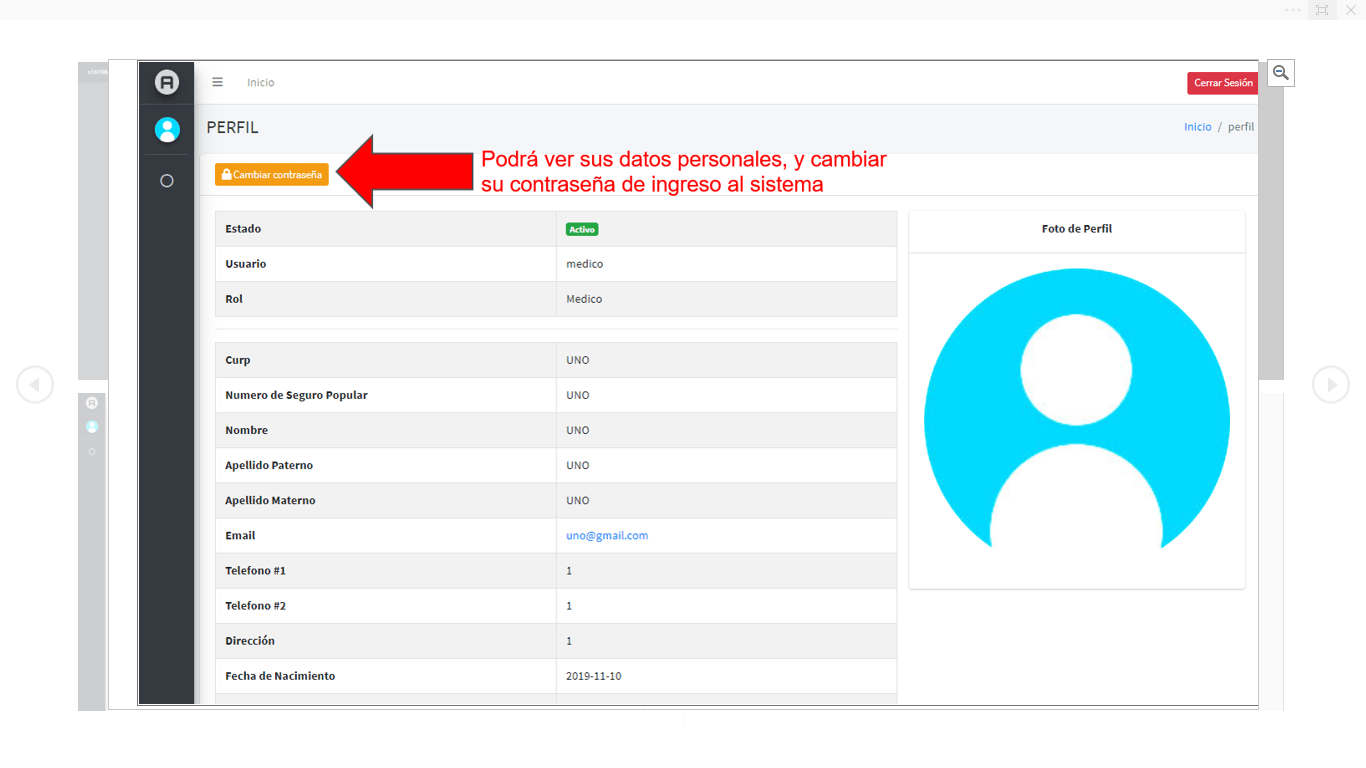 Inicio
Cerrar Sesión
PERFIL
Inicio / perfil
Cambiar contraseña
Podrá ver sus datos personales, y cambiar
su contraseña de ingreso al sistema
Estado Activo
Usuario medico
Rol Medico
Foto de Perfil
Curp UNO
Numero de Seguro Popular UNO
Nombre UNO
Apellido Paterno UNO
Apellido Materno UNO
Email uno@gmail.com
Telefono #1 1
Telefono #2 1
Dirección 1
Fecha de Nacimiento 2019-11-10